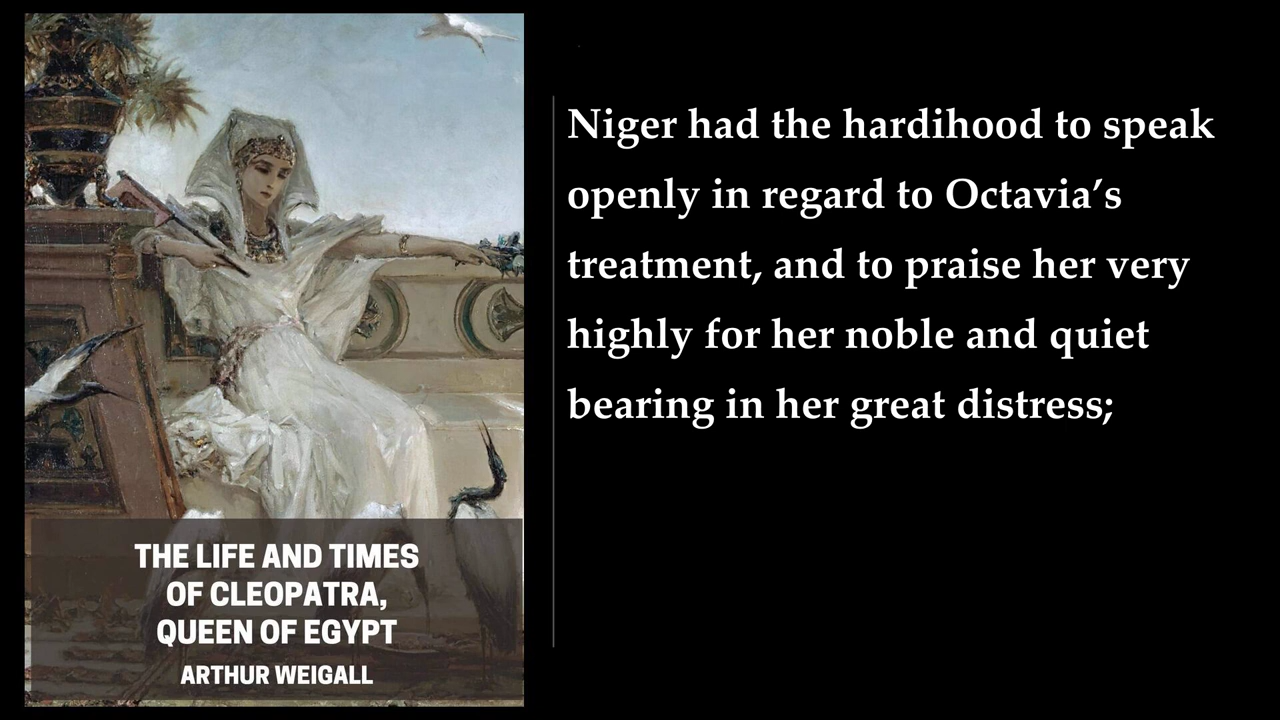 Niger had the hardihood to speak
openly in regard to Octavia’s
treatment, and to praise her very
highly for her noble and quiet
bearing in her great distress;
THE LIFE AND TIMES
OF CLEOPATRA,
QUEEN OF EGYPT
ARTHUR WEIGALL